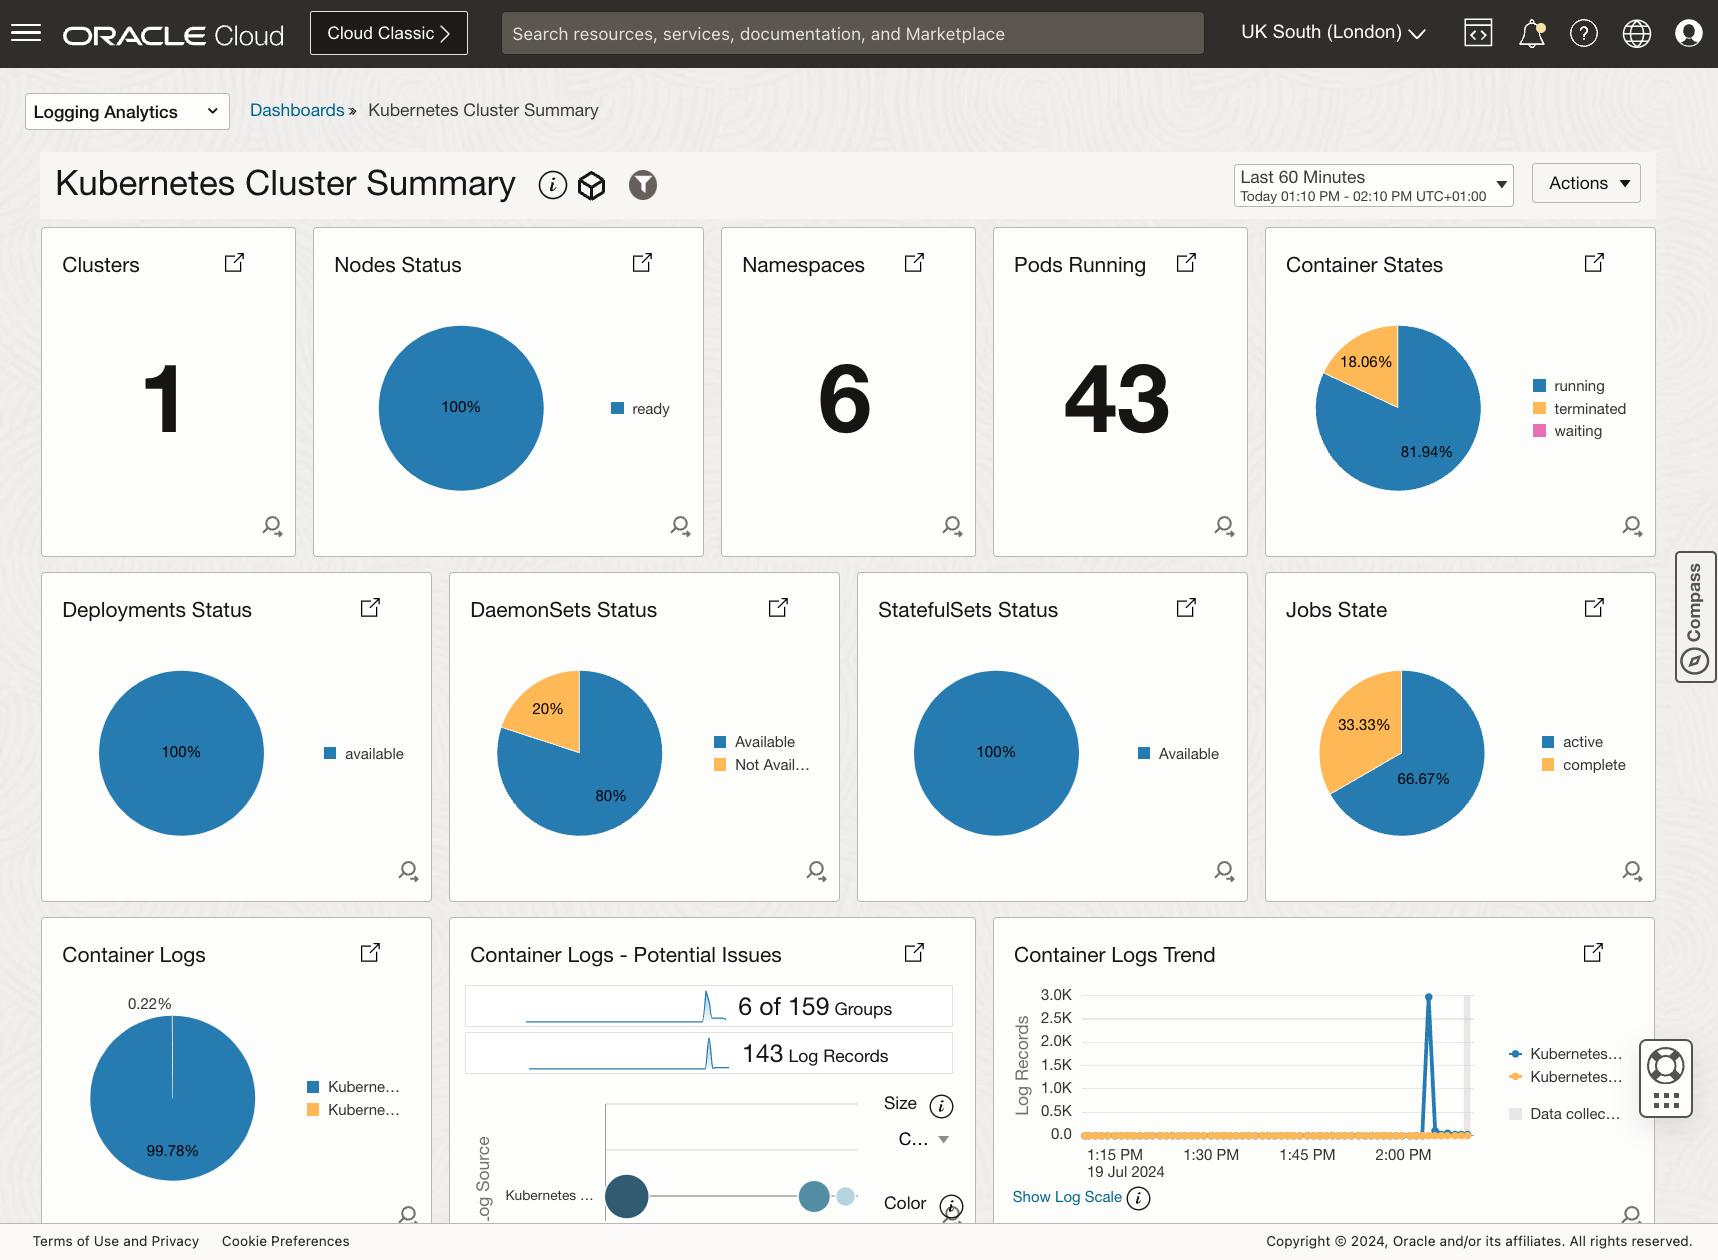 ORACLE Cloud
Cloud Classic
Search resources, services, documentation, and Marketplace
UK South (London)
Logging Analytics
Dashboards » Kubernetes Cluster Summary
Kubernetes Cluster Summary
Last 60 Minutes
Today 01:10 PM - 02:10 PM UTC+01:00
Actions
Clusters
1
Nodes Status
100%
ready
Namespaces
6
Pods Running
43
Container States
18.06%
81.94%
running
terminated
waiting
Compass
Deployments Status
100%
available
DaemonSets Status
20%
80%
Available
Not Avail...
StatefulSets Status
100%
Available
Jobs State
33.33%
66.67%
active
complete
Container Logs
0.22%
99.78%
Kuberne...
Kuberne...
Container Logs - Potential Issues
6 of 159 Groups
143 Log Records
Size
C...
Log Source
Kubernetes ...
Color
Container Logs Trend
Log Records
3.0K
2.5K
2.0K
1.5K
1.0K
0.5K
0.0
1:15 PM
1:30 PM
1:45 PM
2:00 PM
19 Jul 2024
Kubernetes...
Kubernetes...
Data collec...
Show Log Scale
Terms of Use and Privacy
Cookie Preferences
Copyright © 2024, Oracle and/or its affiliates. All rights reserved.